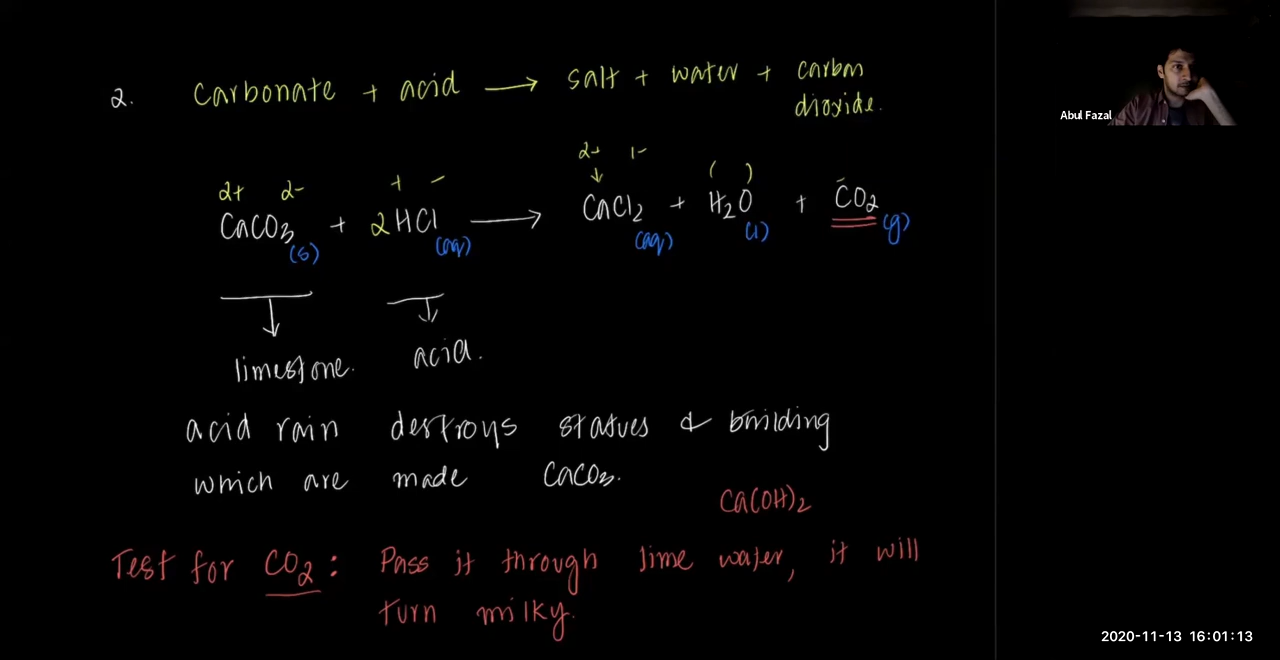 2. carbonate + acid → salt + water + carbon
dioxide.
2+ 2- + - 2+ 1- ( )
CaCO3(s) + 2HCl(aq) → CaCl2(aq) + H2O(l) + CO2(g)
limestone. acid.
acid rain destroys statues & building
which are made CaCO3.
Ca(OH)2
Test for CO2: Pass it through lime water, it will
turn milky.
Abul Fazal
2020-11-13 16:01:13